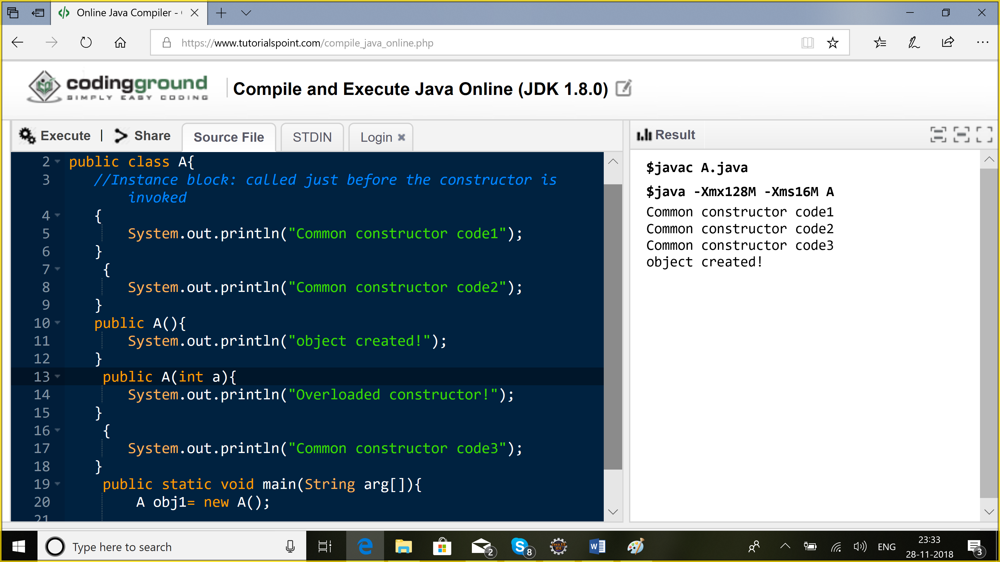 Online Java Compiler -
https://www.tutorialspoint.com/compile_java_online.php
codingground
SIMPLY EASY CODING
Compile and Execute Java Online (JDK 1.8.0)
Execute | Share
Source File
STDIN
Login
Result
2 public class A{
3 //Instance block: called just before the constructor is
invoked
4 {
5 System.out.println("Common constructor code1");
6 }
7 {
8 System.out.println("Common constructor code2");
9 }
10 public A(){
11 System.out.println("object created!");
12 }
13 public A(int a){
14 System.out.println("Overloaded constructor!");
15 }
16 {
17 System.out.println("Common constructor code3");
18 }
19 public static void main(String arg[]){
20 A obj1= new A();
21
$javac A.java
$java -Xmx128M -Xms16M A
Common constructor code1
Common constructor code2
Common constructor code3
object created!
Type here to search
2
8
Java EE
IDE
ENG
23:33
28-11-2018
3